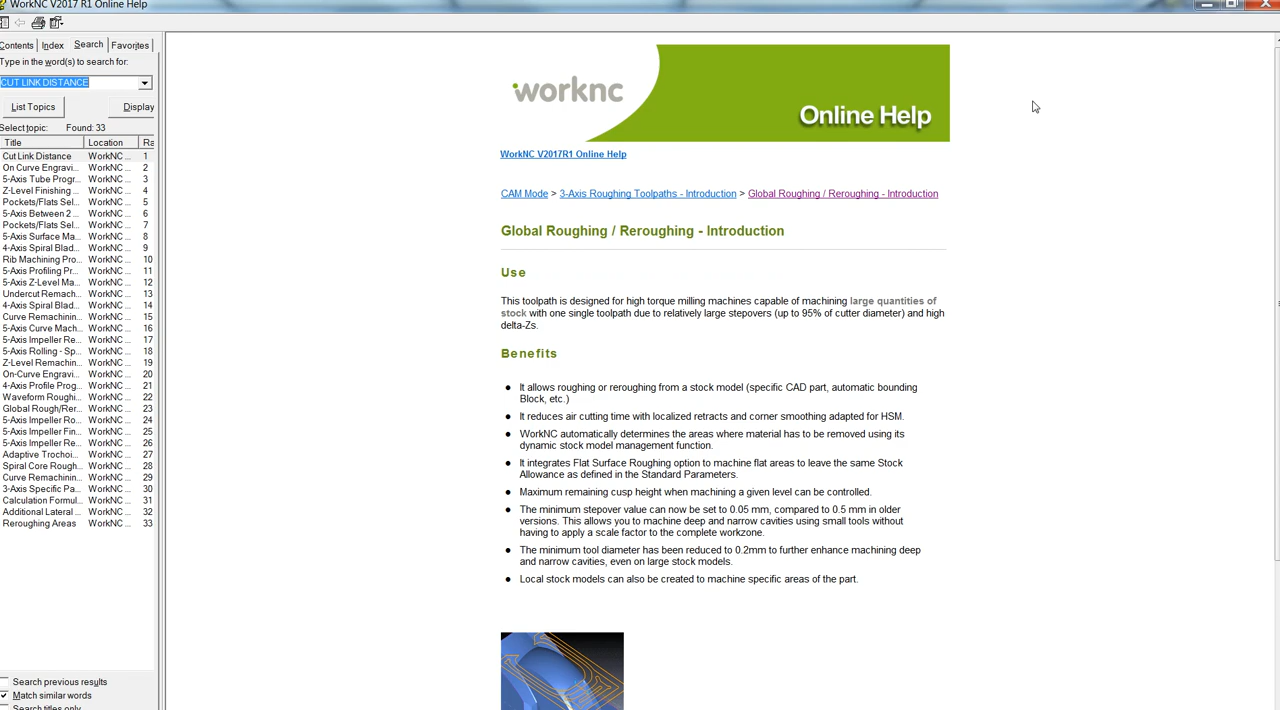 WorkNC V2017 R1 Online Help
Contents Index Search Favorites
Type in the word(s) to search for:
CUT LINK DISTANCE
List Topics Display
Select topic: Found: 33
Title Location Ra
Cut Link Distance WorkNC ... 1
On Curve Engravi... WorkNC ... 2
5-Axis Tube Progr... WorkNC ... 3
Z-Level Finishing ... WorkNC ... 4
Pockets/Flats Sel... WorkNC ... 5
5-Axis Between 2 ... WorkNC ... 6
Pockets/Flats Sel... WorkNC ... 7
5-Axis Surface Ma... WorkNC ... 8
4-Axis Spiral Blad... WorkNC ... 9
Rib Machining Pro... WorkNC ... 10
5-Axis Profiling Pr... WorkNC ... 11
5-Axis Z-Level Ma... WorkNC ... 12
Undercut Remach... WorkNC ... 13
4-Axis Spiral Blad... WorkNC ... 14
Curve Remachinin... WorkNC ... 15
5-Axis Curve Mach... WorkNC ... 16
5-Axis Impeller Re... WorkNC ... 17
5-Axis Rolling - Sp... WorkNC ... 18
Z-Level Remachin... WorkNC ... 19
On-Curve Engravi... WorkNC ... 20
4-Axis Profile Prog... WorkNC ... 21
Waveform Roughi... WorkNC ... 22
Global Rough/Rer... WorkNC ... 23
5-Axis Impeller Ro... WorkNC ... 24
5-Axis Impeller Fin... WorkNC ... 25
5-Axis Impeller Re... WorkNC ... 26
Adaptive Trochoi... WorkNC ... 27
Spiral Core Rough... WorkNC ... 28
Curve Remachinin... WorkNC ... 29
3-Axis Specific Pa... WorkNC ... 30
Calculation Formul... WorkNC ... 31
Additional Lateral ... WorkNC ... 32
Reroughing Areas WorkNC ... 33
Search previous results
Match similar words
Search titles only
worknc
Online Help
WorkNC V2017R1 Online Help
CAM Mode > 3-Axis Roughing Toolpaths - Introduction > Global Roughing / Reroughing - Introduction
Global Roughing / Reroughing - Introduction
Use
This toolpath is designed for high torque milling machines capable of machining large quantities of
stock with one single toolpath due to relatively large stepovers (up to 95% of cutter diameter) and high
delta-Zs.
Benefits
● It allows roughing or reroughing from a stock model (specific CAD part, automatic bounding
Block, etc.)
● It reduces air cutting time with localized retracts and corner smoothing adapted for HSM.
● WorkNC automatically determines the areas where material has to be removed using its
dynamic stock model management function.
● It integrates Flat Surface Roughing option to machine flat areas to leave the same Stock
Allowance as defined in the Standard Parameters.
● Maximum remaining cusp height when machining a given level can be controlled.
● The minimum stepover value can now be set to 0.05 mm, compared to 0.5 mm in older
versions. This allows you to machine deep and narrow cavities using small tools without
having to apply a scale factor to the complete workzone.
● The minimum tool diameter has been reduced to 0.2mm to further enhance machining deep
and narrow cavities, even on large stock models.
● Local stock models can also be created to machine specific areas of the part.